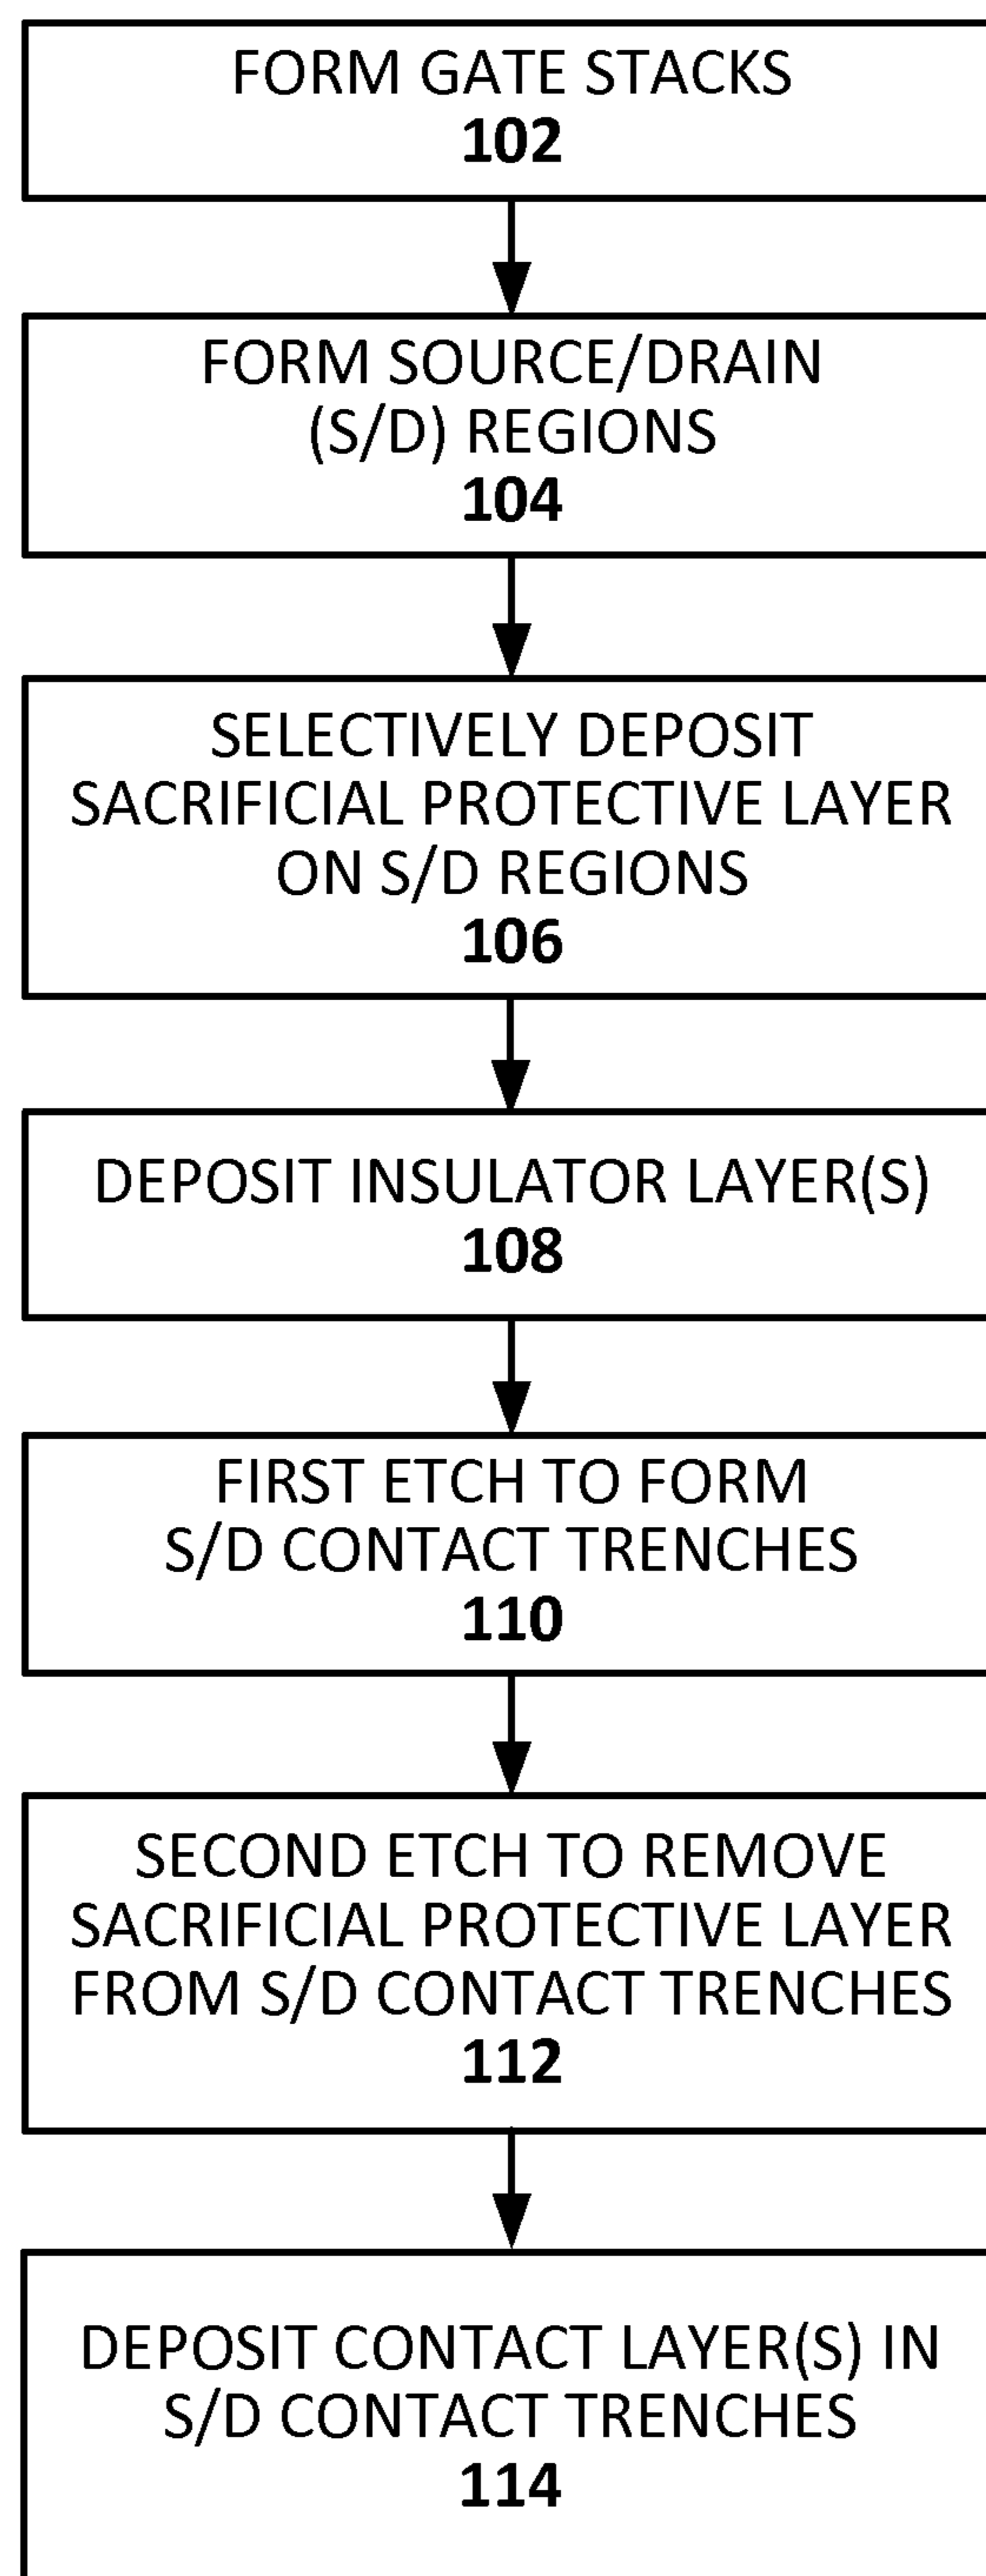 FORM GATE STACKS
102
FORM SOURCE/DRAIN
(S/D) REGIONS
104
SELECTIVELY DEPOSIT
SACRIFICIAL PROTECTIVE LAYER
ON S/D REGIONS
106
DEPOSIT INSULATOR LAYER(S)
108
FIRST ETCH TO FORM
S/D CONTACT TRENCHES
110
SECOND ETCH TO REMOVE
SACRIFICIAL PROTECTIVE LAYER
FROM S/D CONTACT TRENCHES
112
DEPOSIT CONTACT LAYER(S) IN
S/D CONTACT TRENCHES
114